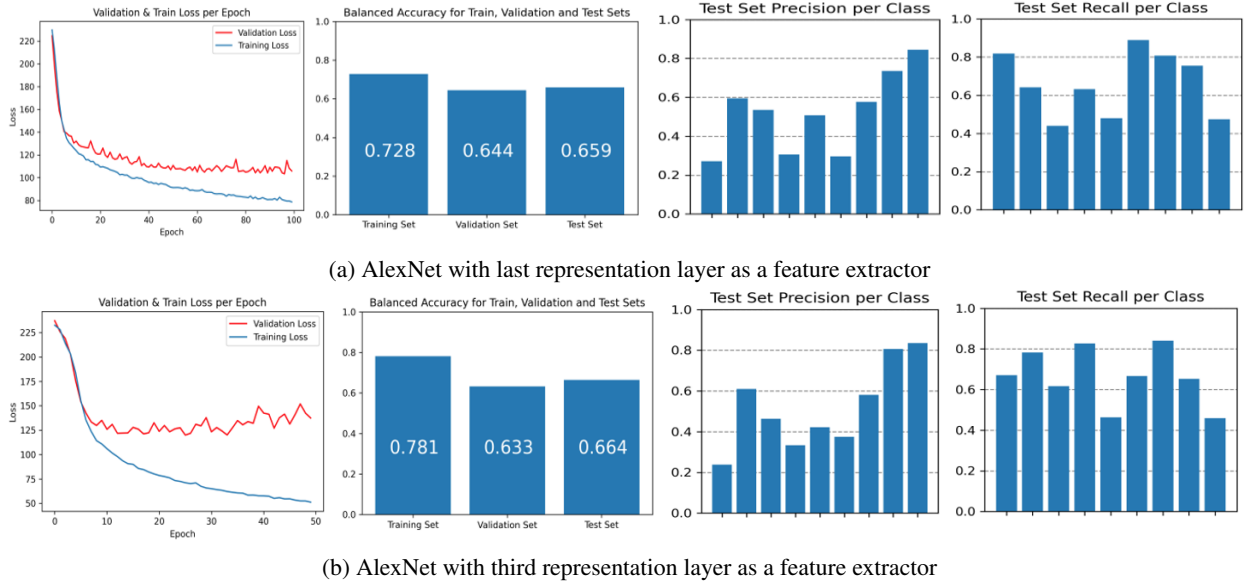 Validation & Train Loss per Epoch
Validation Loss
Training Loss
Loss
220
200
180
160
140
120
100
80
0
20
40
60
80
100
Epoch
Balanced Accuracy for Train, Validation and Test Sets
1.0
0.8
0.6
0.4
0.2
0.0
0.728
0.644
0.659
Training Set
Validation Set
Test Set
Test Set Precision per Class
1.0
0.8
0.6
0.4
0.2
0.0
Test Set Recall per Class
1.0
0.8
0.6
0.4
0.2
0.0
(a) AlexNet with last representation layer as a feature extractor
Validation & Train Loss per Epoch
Validation Loss
Training Loss
Loss
225
200
175
150
125
100
75
50
0
10
20
30
40
50
Epoch
Balanced Accuracy for Train, Validation and Test Sets
1.0
0.8
0.6
0.4
0.2
0.0
0.781
0.633
0.664
Training Set
Validation Set
Test Set
Test Set Precision per Class
1.0
0.8
0.6
0.4
0.2
0.0
Test Set Recall per Class
1.0
0.8
0.6
0.4
0.2
0.0
(b) AlexNet with third representation layer as a feature extractor